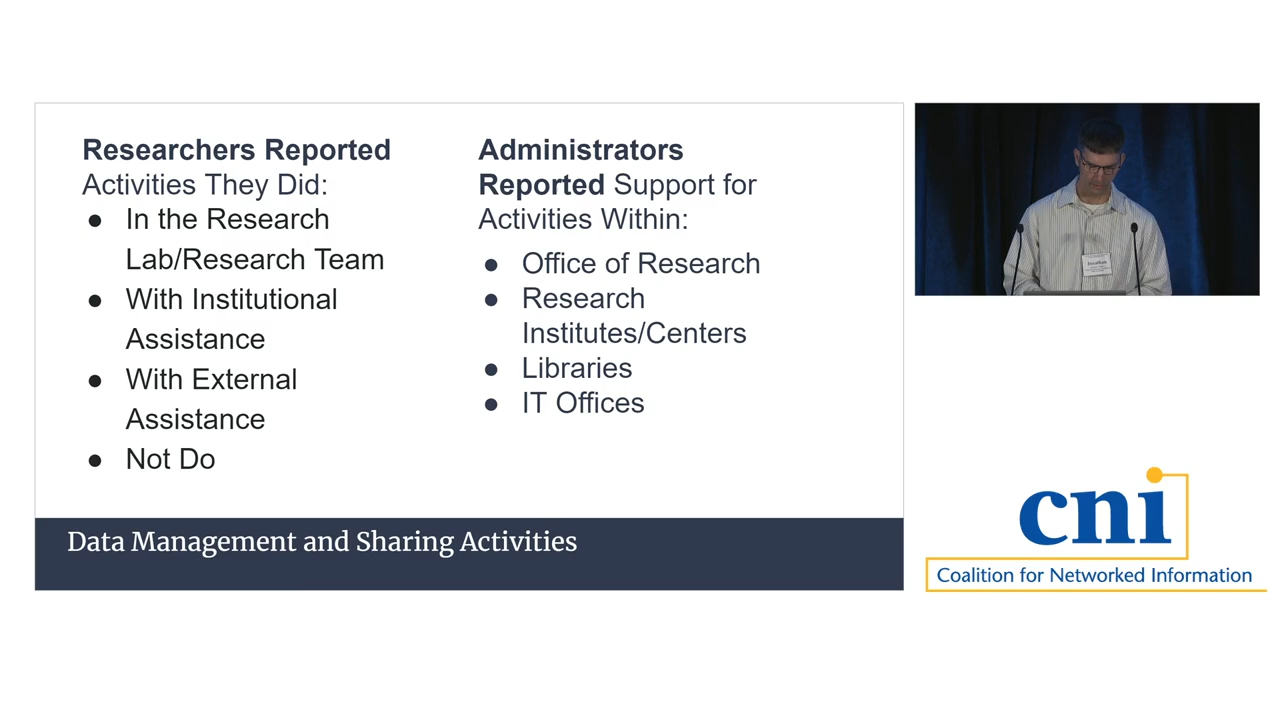 Researchers Reported
Activities They Did:
● In the Research
Lab/Research Team
● With Institutional
Assistance
● With External
Assistance
● Not Do
Administrators
Reported Support for
Activities Within:
● Office of Research
● Research
Institutes/Centers
● Libraries
● IT Offices
Data Management and Sharing Activities
Jonathan
cni
Coalition for Networked Information